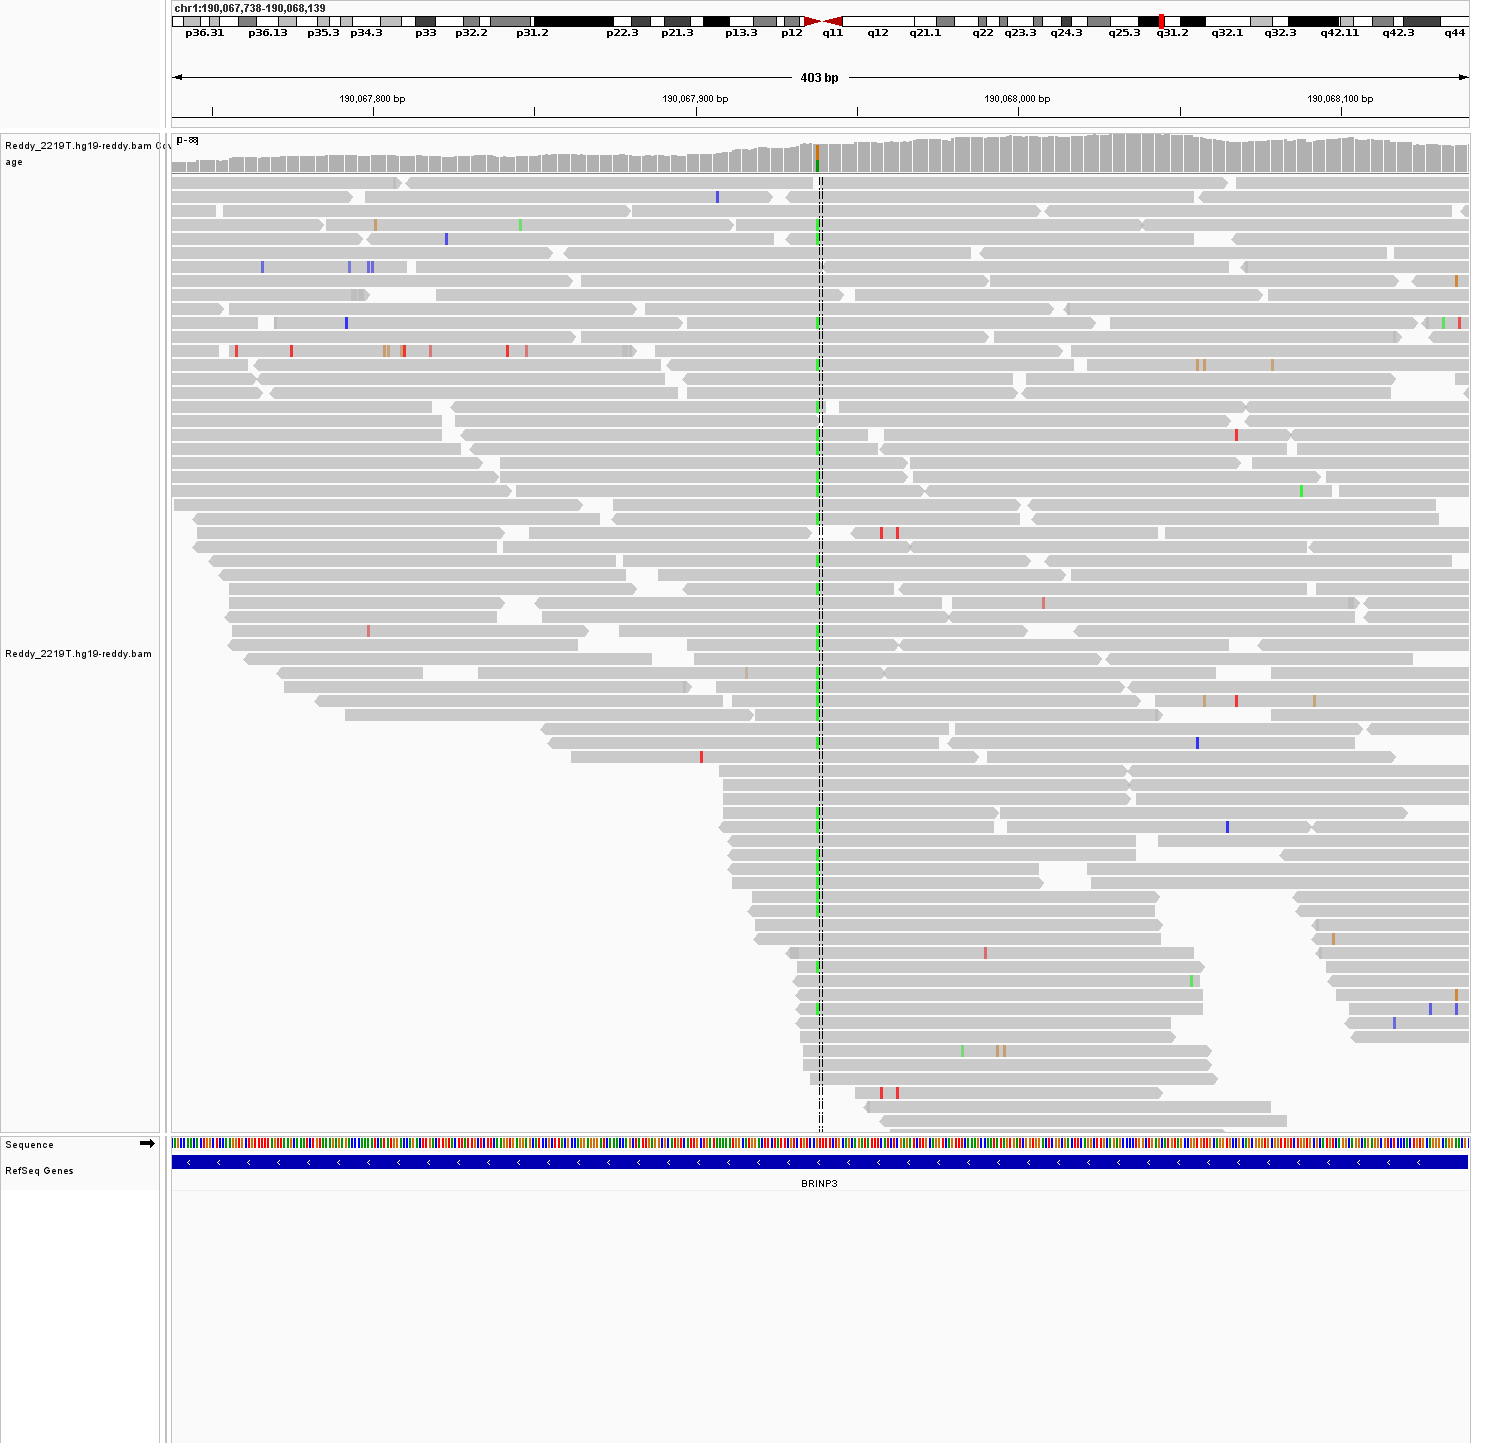 chr1:190,067,738-190,068,139
p36.31 p36.13 p35.3 p34.3 p33 p32.2 p31.2 p22.3 p21.3 p13.3 p12 q11 q12 q21.1 q22 q23.3 q24.3 q25.3 q31.2 q32.1 q32.3 q42.11 q42.3 q44
403 bp
190,067,800 bp 190,067,900 bp 190,068,000 bp 190,068,100 bp
Reddy_2219T.hg19-reddy.bam Cov
age
[0-88]
Reddy_2219T.hg19-reddy.bam
Sequence
RefSeq Genes
BRINP3